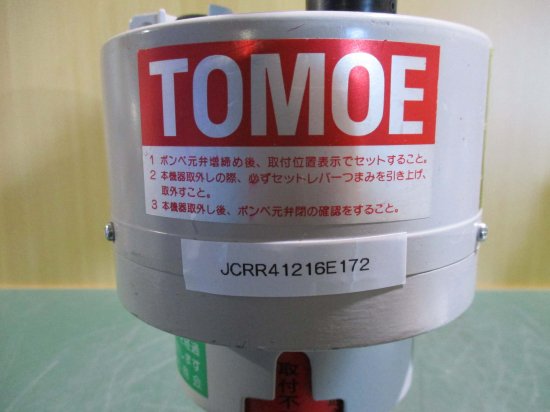 TOMOE
1 ボンベ元弁増締め後、取付位置表示でセットすること。
2 本機器取外しの際、必ずセットレバーつまみを引き上げ、
取外すこと。
3 本機器取外し後、ボンベ元弁閉の確認をすること。
JCRR41216E172
取付不